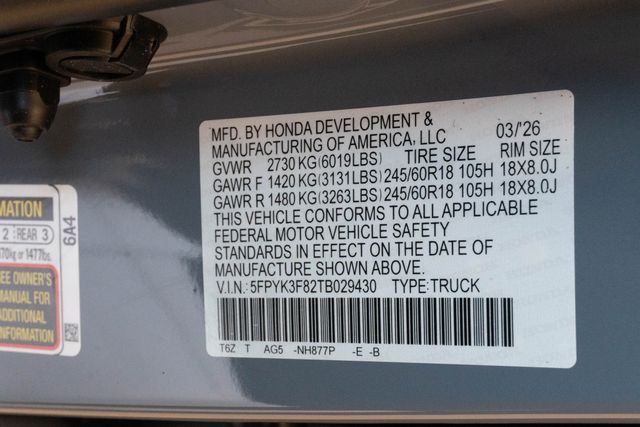 MFD. BY HONDA DEVELOPMENT &
MANUFACTURING OF AMERICA, LLC 03/'26
GVWR 2730 KG(6019LBS) TIRE SIZE RIM SIZE
GAWR F 1420 KG(3131LBS) 245/60R18 105H 18X8.0J
GAWR R 1480 KG(3263LBS) 245/60R18 105H 18X8.0J
THIS VEHICLE CONFORMS TO ALL APPLICABLE
FEDERAL MOTOR VEHICLE SAFETY
STANDARDS IN EFFECT ON THE DATE OF
MANUFACTURE SHOWN ABOVE.
V.I.N.: 5FPYK3F82TB029430 TYPE:TRUCK
T6Z T AG5 -NH877P -E -B
MATION
2 REAR 3
70kg or 1477lbs.
EE OWNER'S
MANUAL FOR
ADDITIONAL
INFORMATION
6A4